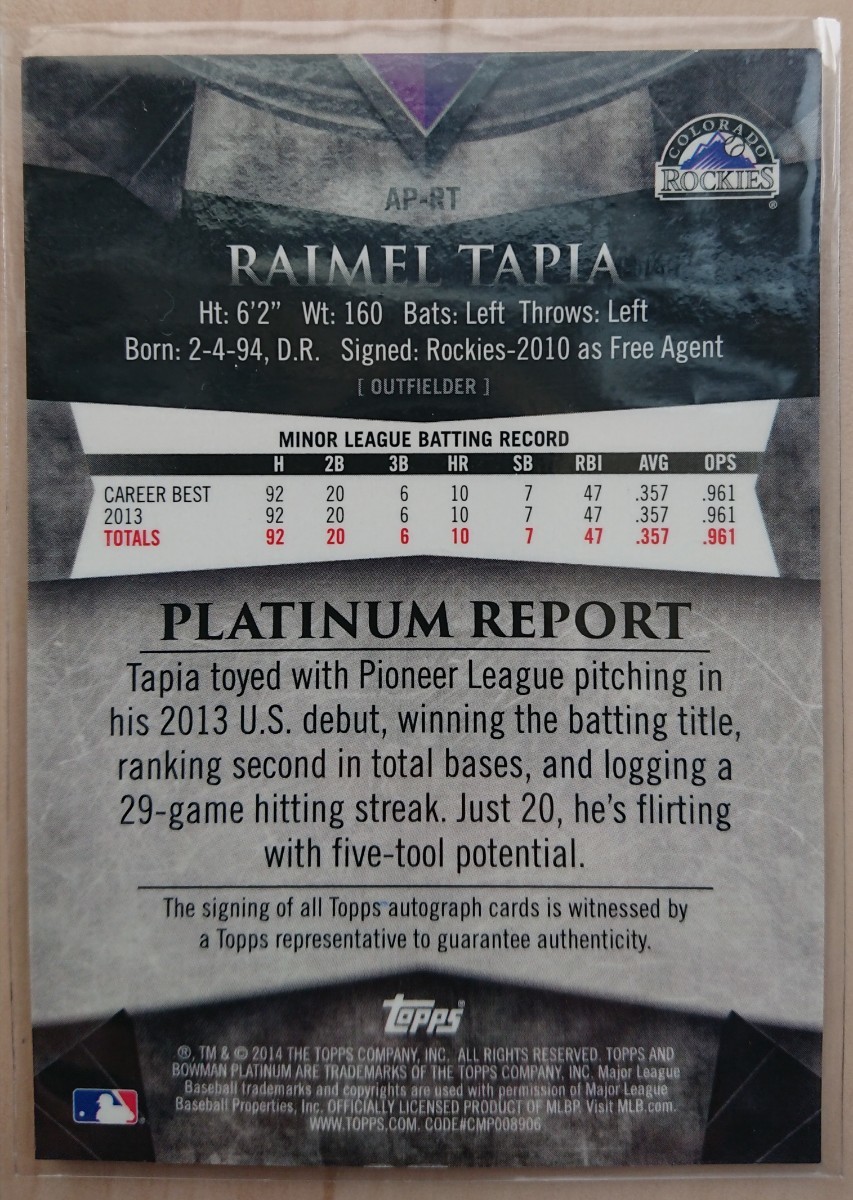 COLORADO
ROCKIES
®
AP-RT
RAIMEL TAPIA
Ht: 6'2" Wt: 160 Bats: Left Throws: Left
Born: 2-4-94, D.R. Signed: Rockies-2010 as Free Agent
[ OUTFIELDER ]
MINOR LEAGUE BATTING RECORD
H 2B 3B HR SB RBI AVG OPS
CAREER BEST 92 20 6 10 7 47 .357 .961
2013 92 20 6 10 7 47 .357 .961
TOTALS 92 20 6 10 7 47 .357 .961
PLATINUM REPORT
Tapia toyed with Pioneer League pitching in
his 2013 U.S. debut, winning the batting title,
ranking second in total bases, and logging a
29-game hitting streak. Just 20, he's flirting
with five-tool potential.
The signing of all Topps autograph cards is witnessed by
a Topps representative to guarantee authenticity.
topps®
®, TM & © 2014 THE TOPPS COMPANY, INC. ALL RIGHTS RESERVED. TOPPS AND
BOWMAN PLATINUM ARE TRADEMARKS OF THE TOPPS COMPANY, INC. Major League
Baseball trademarks and copyrights are used with permission of Major League
Baseball Properties, Inc. OFFICIALLY LICENSED PRODUCT OF MLBP. Visit MLB.com.
WWW.TOPPS.COM. CODE#CMP008906